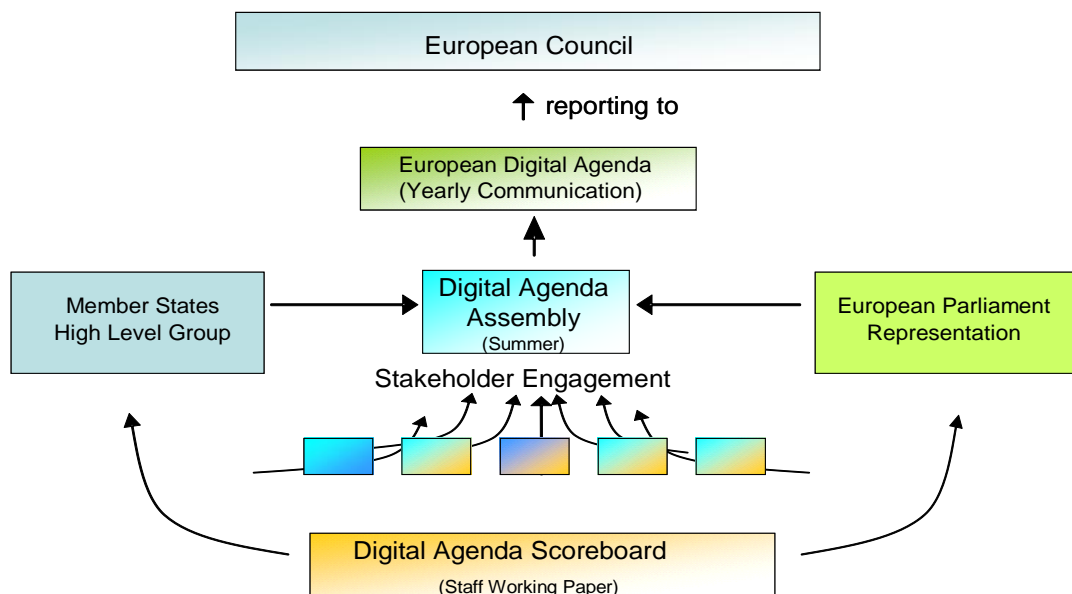 European Council
reporting to
European Digital Agenda
(Yearly Communication)
Member States
High Level Group
Digital Agenda
Assembly
(Summer)
European Parliament
Representation
Stakeholder Engagement
Digital Agenda Scoreboard
(Staff Working Paper)